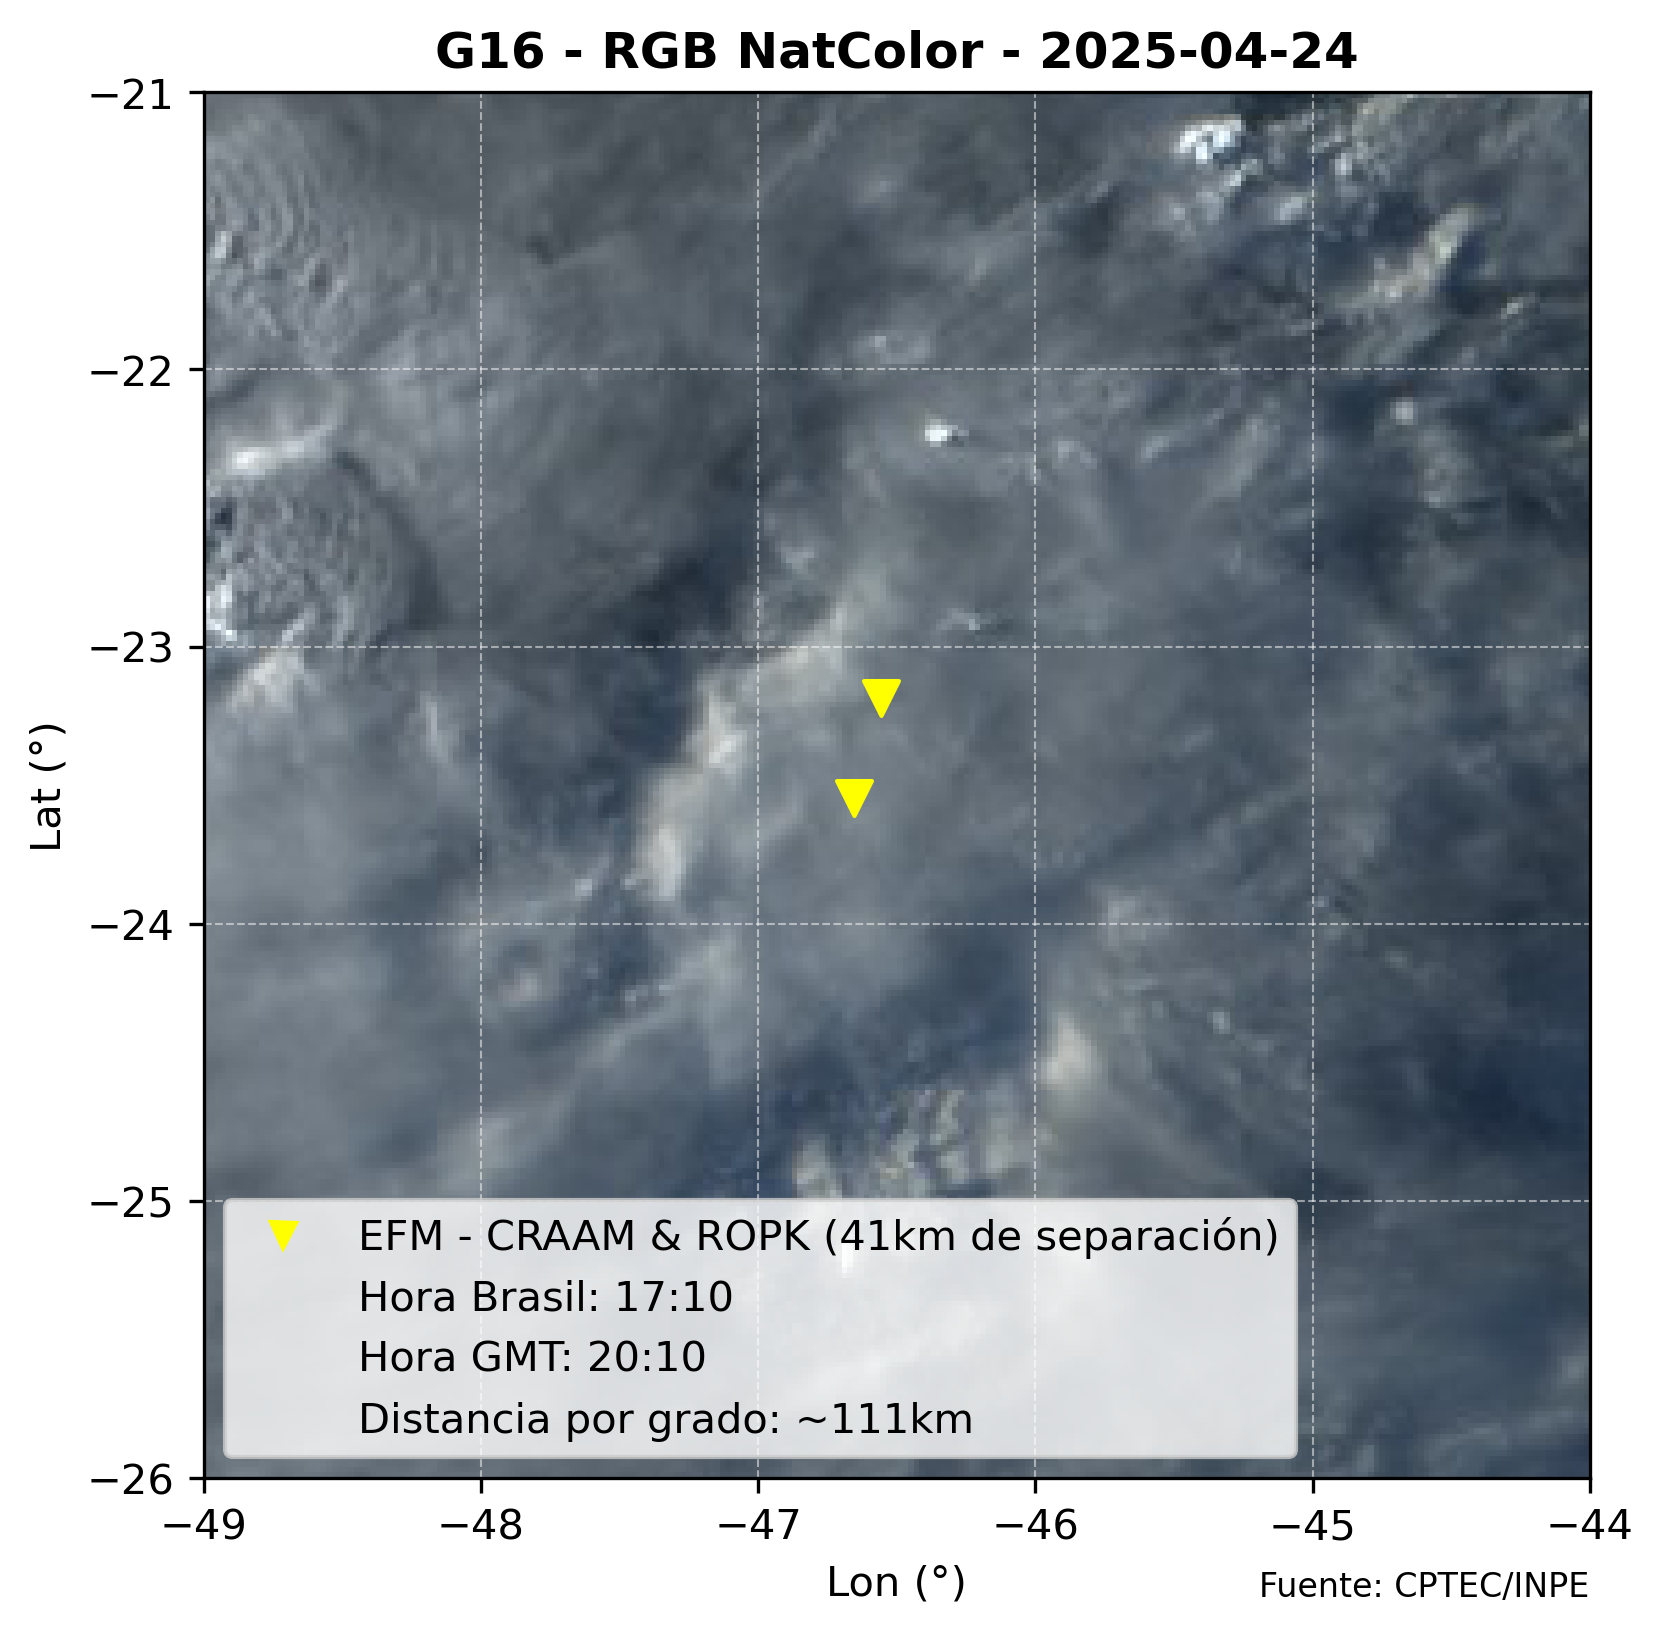 G16 - RGB NatColor - 2025-04-24
−21
−22
−23
−24
−25
−26
Lat (°)
EFM - CRAAM & ROPK (41km de separación)
Hora Brasil: 17:10
Hora GMT: 20:10
Distancia por grado: ~111km
−49
−48
−47
−46
−45
−44
Lon (°)
Fuente: CPTEC/INPE